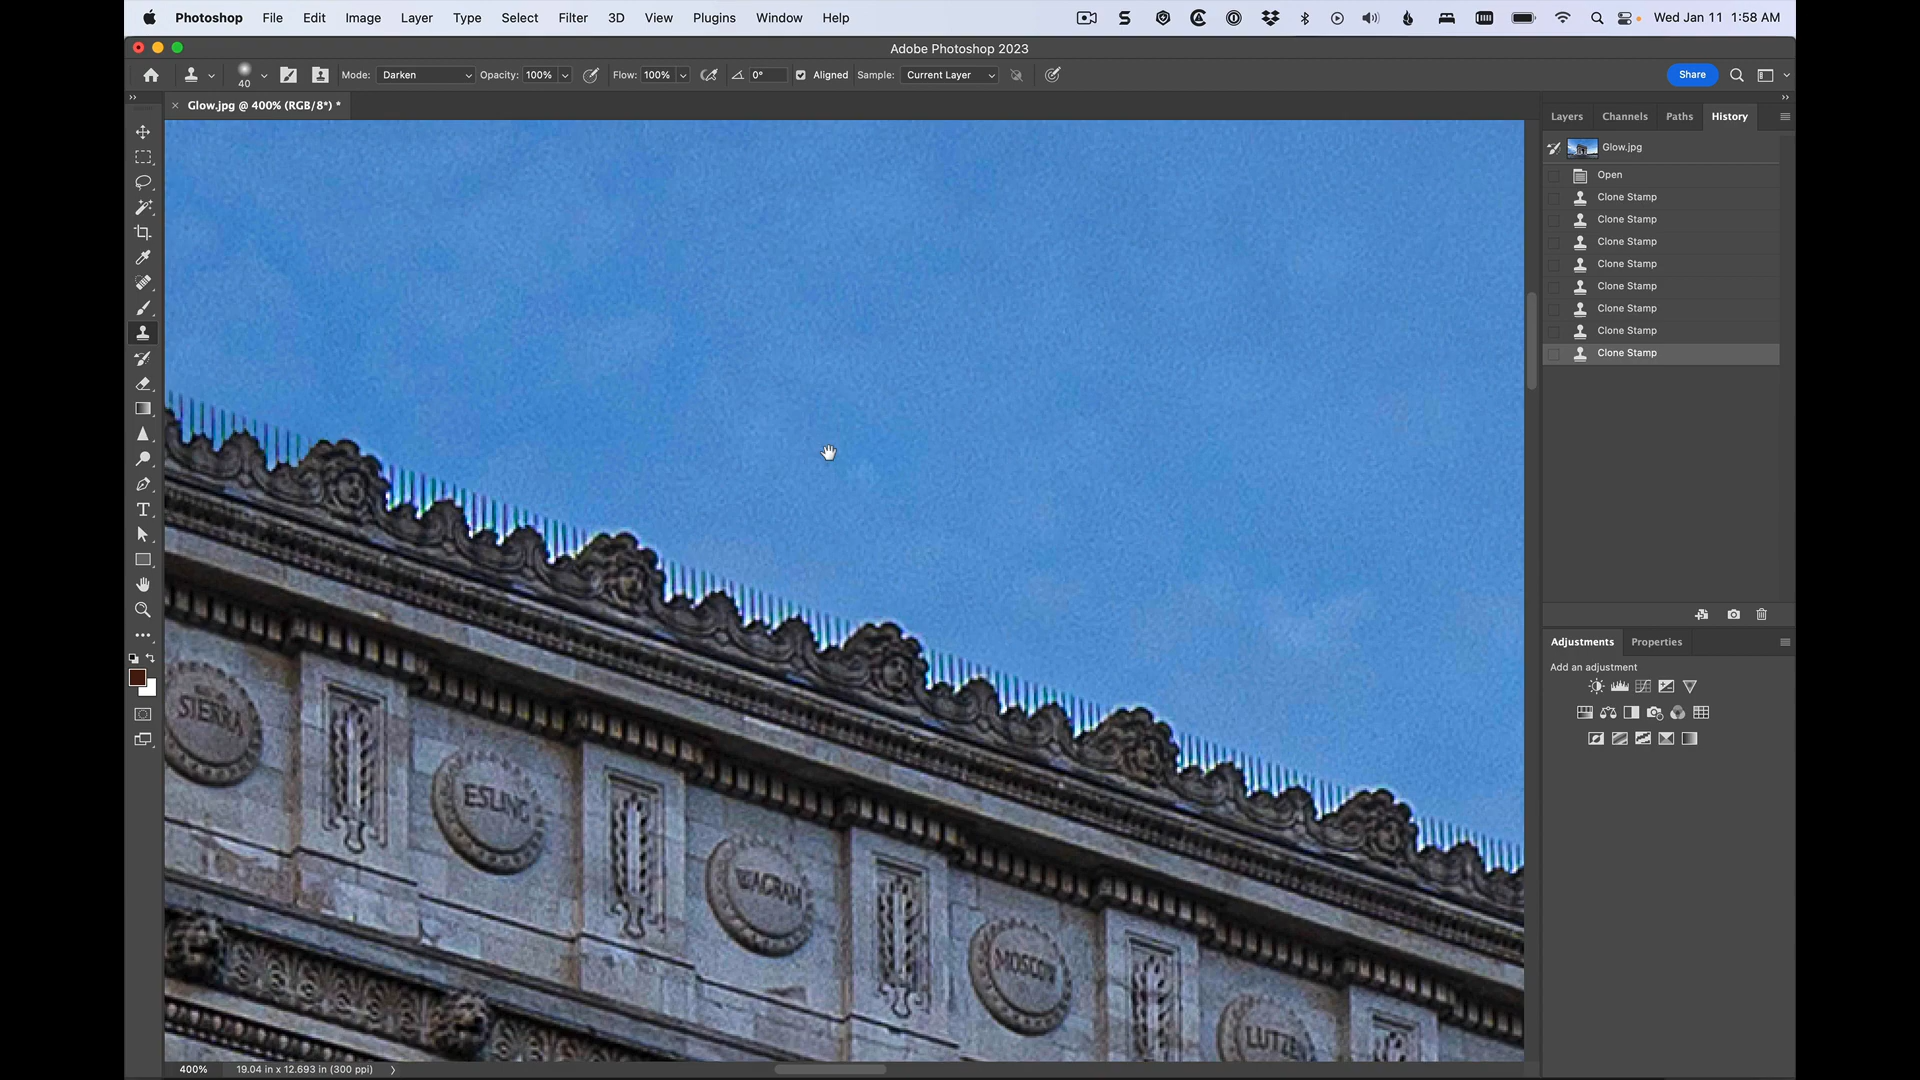 Photoshop File Edit Image Layer Type Select Filter 3D View Plugins Window Help Wed Jan 11 1:58 AM
Adobe Photoshop 2023
40 Mode: Darken Opacity: 100% Flow: 100% 0° Aligned Sample: Current Layer Share
Glow.jpg @ 400% (RGB/8*) *
Layers Channels Paths History
Glow.jpg
Open
Clone Stamp
Clone Stamp
Clone Stamp
Clone Stamp
Clone Stamp
Clone Stamp
Clone Stamp
Clone Stamp
Adjustments Properties
Add an adjustment
SIERRA
ESLING
WAGRAM
MOSCOW
LUTZE
400% 19.04 in x 12.693 in (300 ppi)